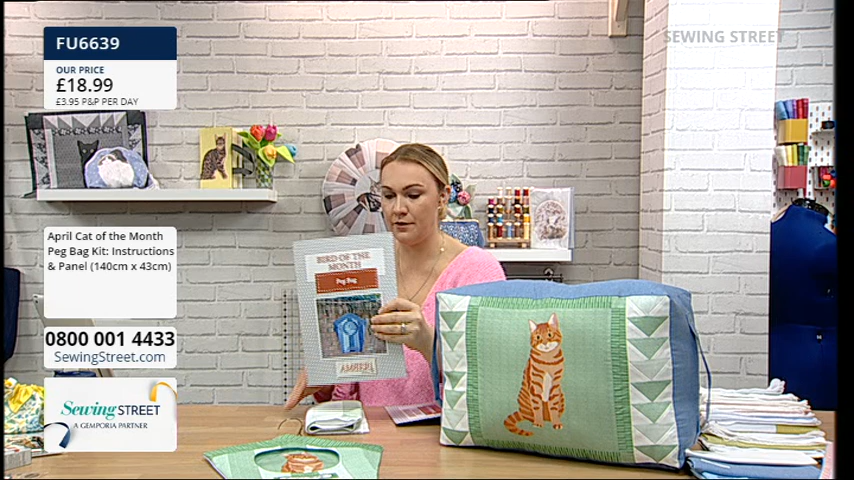 FU6639
OUR PRICE
£18.99
£3.95 P&P PER DAY
April Cat of the Month
Peg Bag Kit: Instructions
& Panel (140cm x 43cm)
0800 001 4433
SewingStreet.com
Sewing STREET
A GEMPORIA PARTNER
SEWING STREET
BIRD OF THE
MONTH
Peg Bag